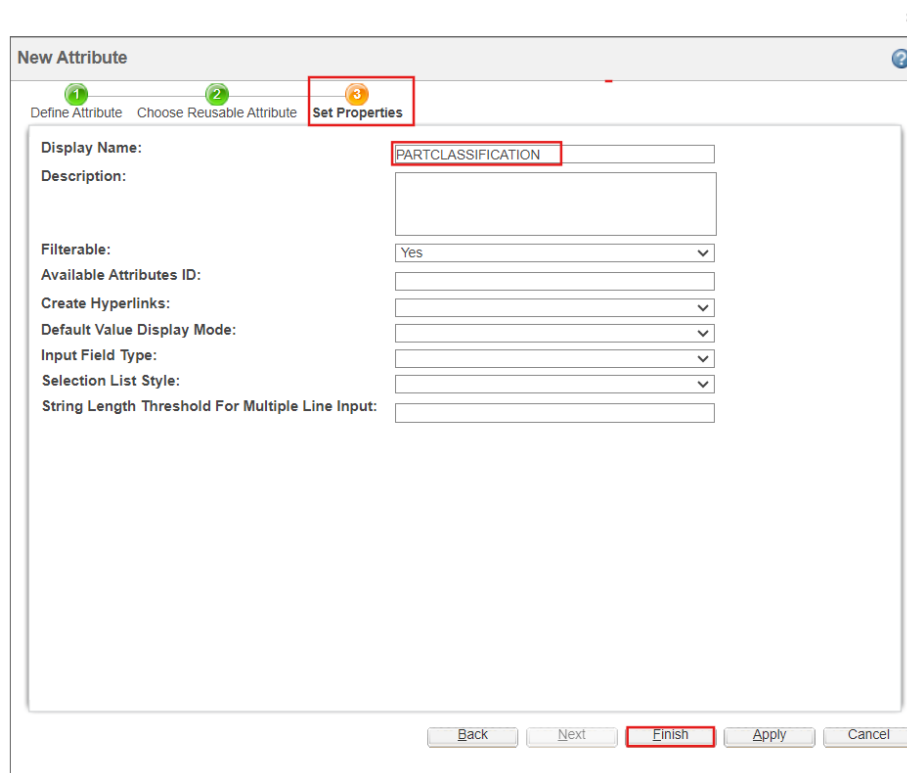 New Attribute
?
1 2 3
Define Attribute Choose Reusable Attribute Set Properties
Display Name: PARTCLASSIFICATION
Description:
Filterable: Yes
Available Attributes ID:
Create Hyperlinks:
Default Value Display Mode:
Input Field Type:
Selection List Style:
String Length Threshold For Multiple Line Input:
Back Next Finish Apply Cancel